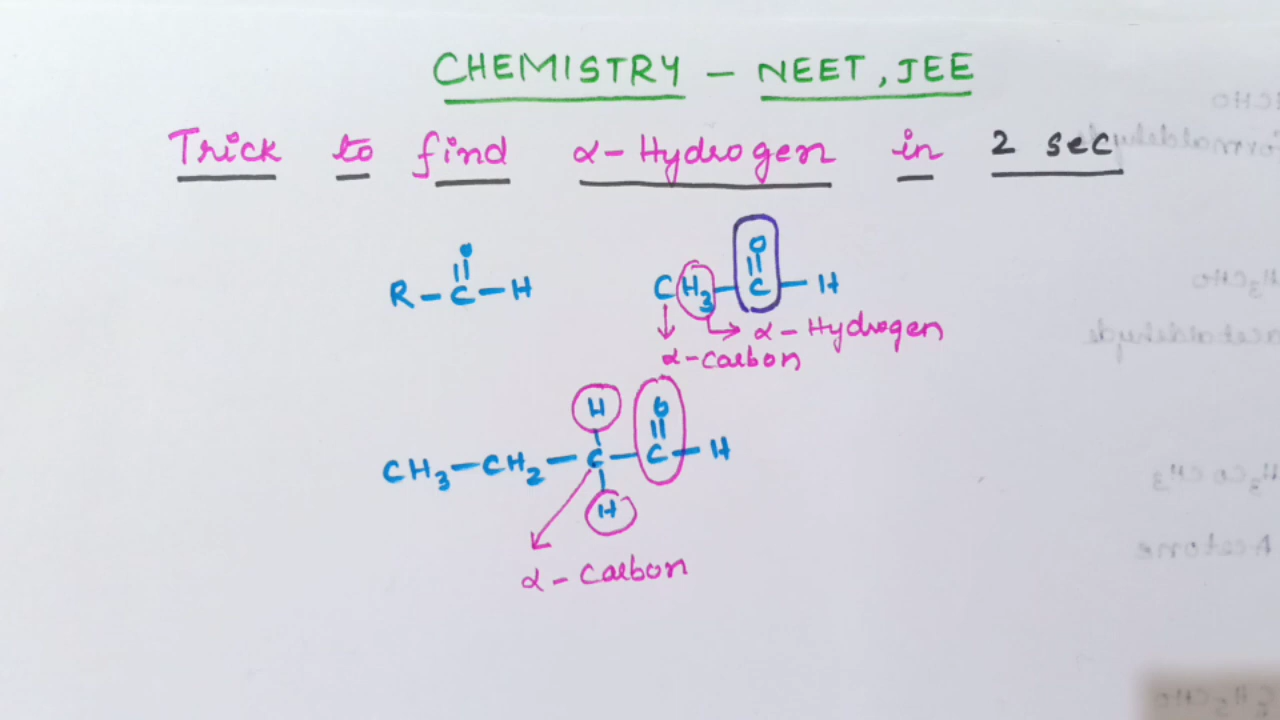 CHEMISTRY - NEET, JEE
Trick to find α-Hydrogen in 2 sec
O
||
R-C-H
O
||
CH₃-C-H
α-Hydrogen
α-carbon
H O
| ||
CH₃-CH₂-C-C-H
|
H
α-Carbon